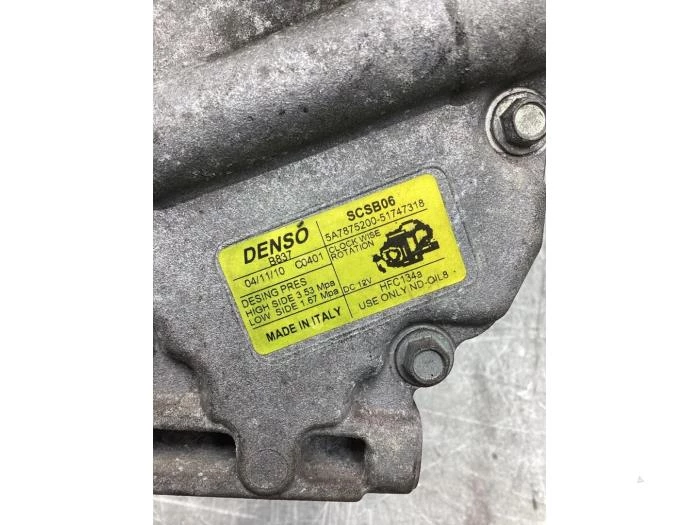 DENSO
B837
04/11/10 C0401
DESING PRES
HIGH SIDE 3.53 Mpa
LOW SIDE 1.67 Mpa
MADE IN ITALY
SCSB06
5A7875200-51747318
CLOCK WISE
ROTATION
DC 12V
HFC134a
USE ONLY ND-OIL8